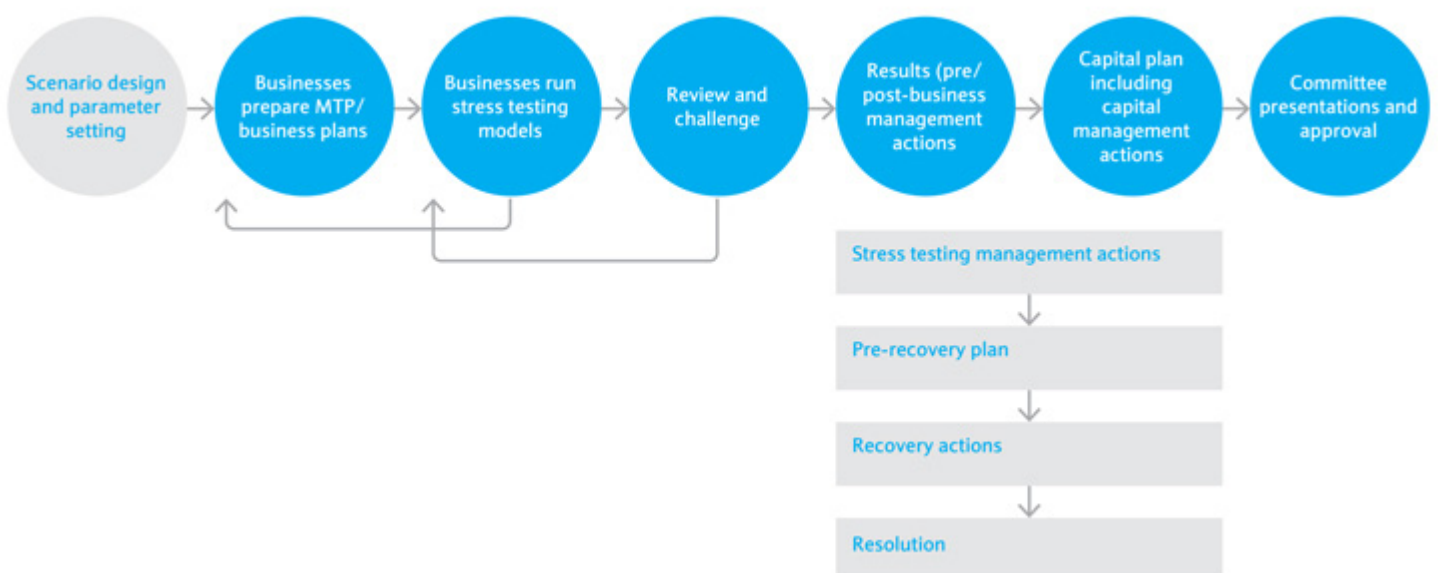 Scenario design
and parameter
setting
Businesses
prepare MTP/
business plans
Businesses run
stress testing
models
Review and
challenge
Results (pre/
post-business
management
actions
Capital plan
including
capital
management
actions
Committee
presentations and
approval
Stress testing management actions
Pre-recovery plan
Recovery actions
Resolution